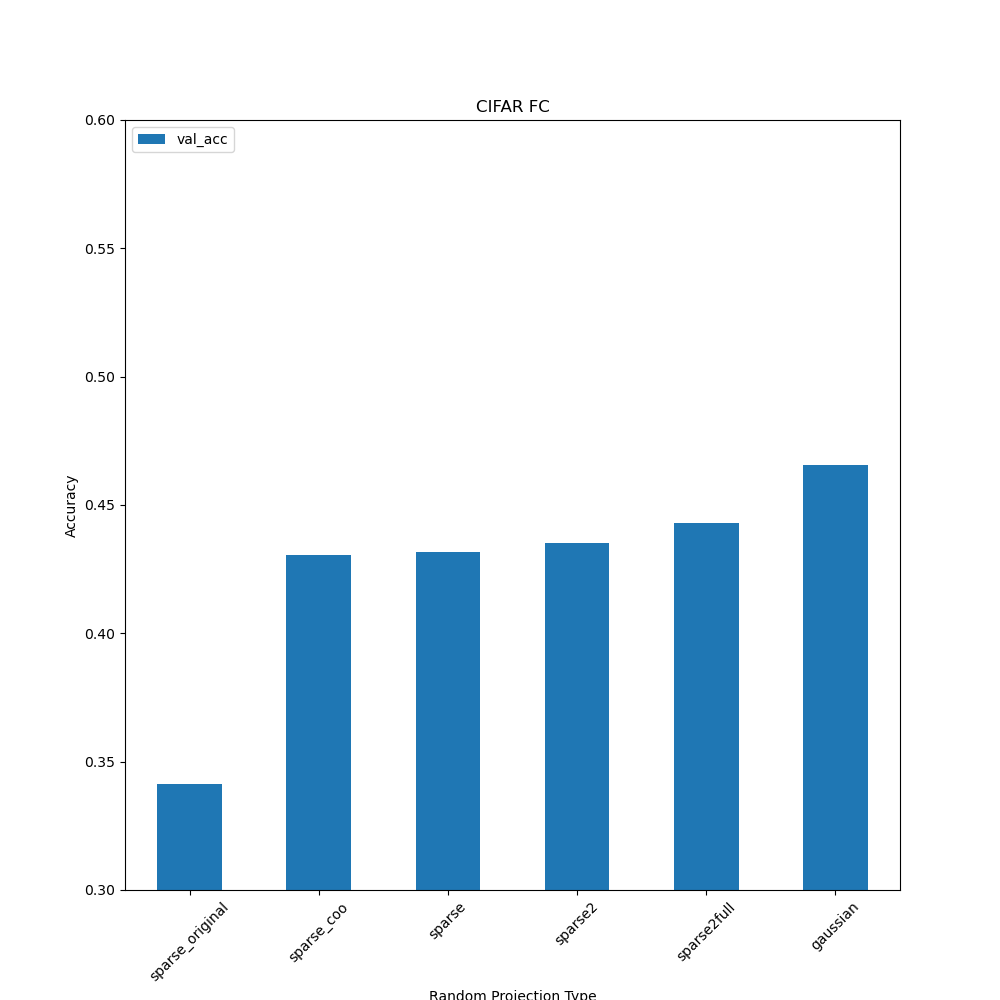 CIFAR FC
val_acc
0.60
0.55
0.50
0.45
0.40
0.35
0.30
Accuracy
sparse_original
sparse_coo
sparse
sparse2
sparse2full
gaussian
Random Projection Type